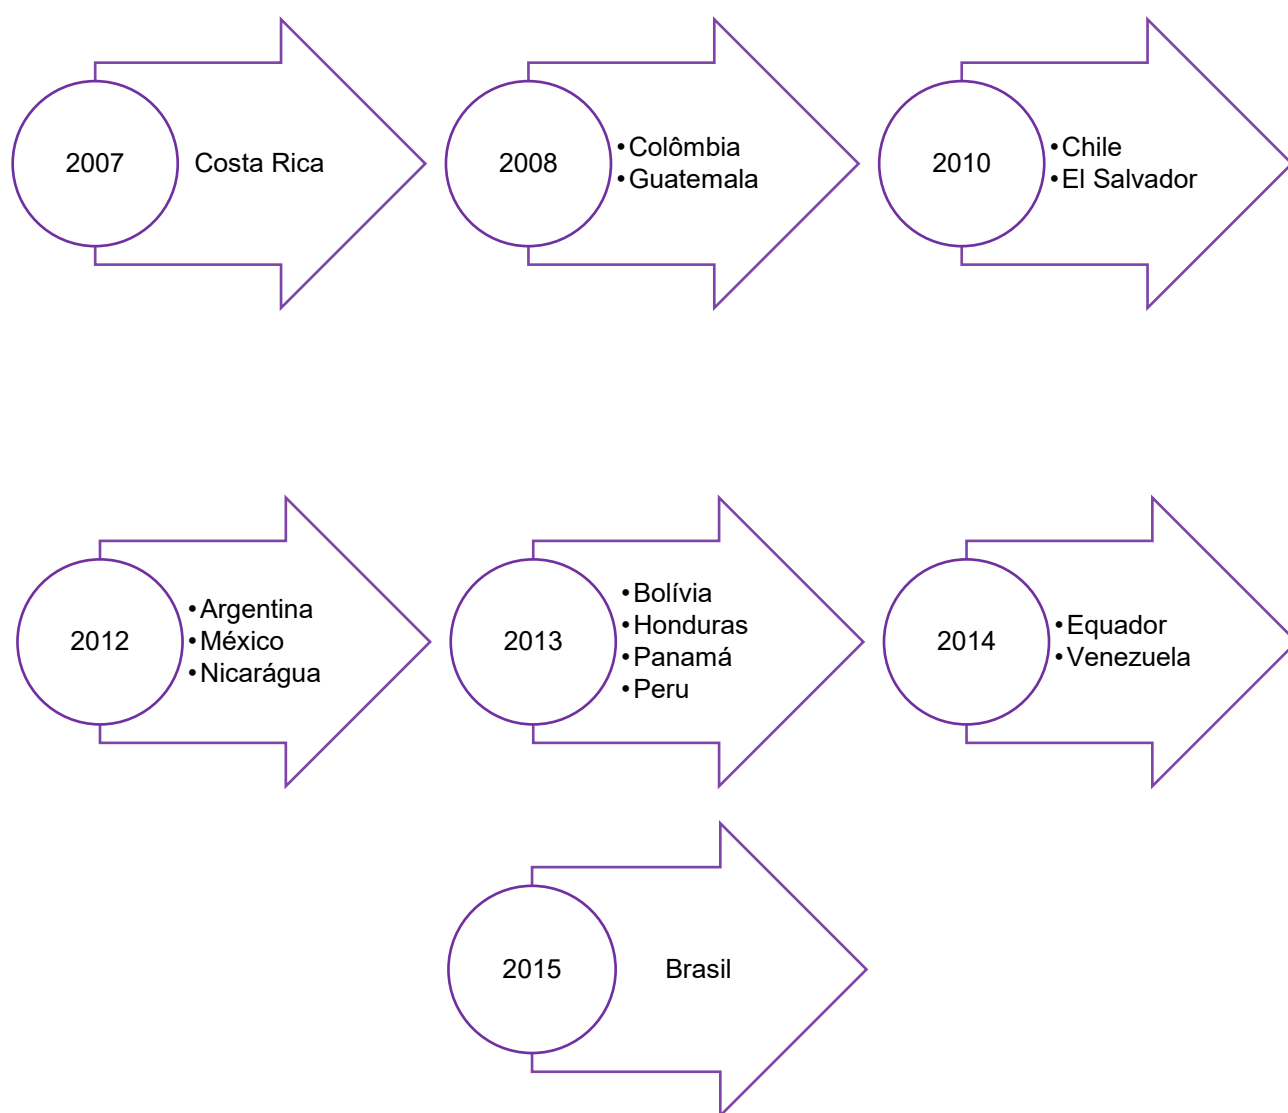 2007
Costa Rica
2008
•Colômbia
•Guatemala
2010
•Chile
•El Salvador
2012
•Argentina
•México
•Nicarágua
2013
•Bolívia
•Honduras
•Panamá
•Peru
2014
•Equador
•Venezuela
2015
Brasil